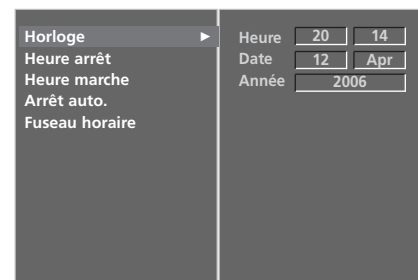 Horloge ►
Heure arrêt
Heure marche
Arrêt auto.
Fuseau horaire
Heure 20 14
Date 12 Apr
Année 2006